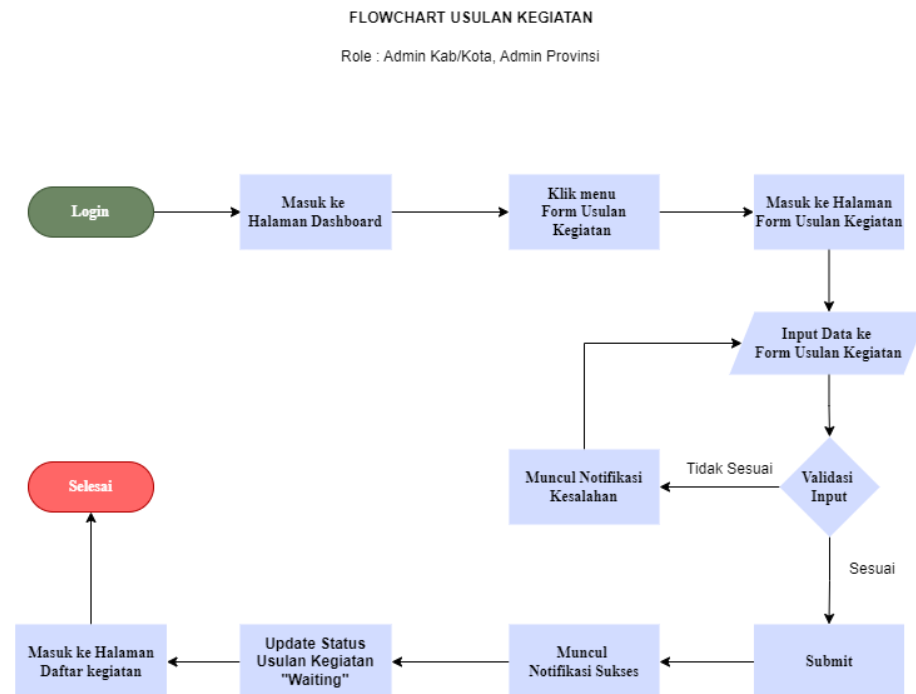 FLOWCHART USULAN KEGIATAN
Role : Admin Kab/Kota, Admin Provinsi
Login
Masuk ke
Halaman Dashboard
Klik menu
Form Usulan
Kegiatan
Masuk ke Halaman
Form Usulan Kegiatan
Input Data ke
Form Usulan Kegiatan
Validasi
Input
Tidak Sesuai
Muncul Notifikasi
Kesalahan
Sesuai
Submit
Muncul
Notifikasi Sukses
Update Status
Usulan Kegiatan
"Waiting"
Masuk ke Halaman
Daftar kegiatan
Selesai